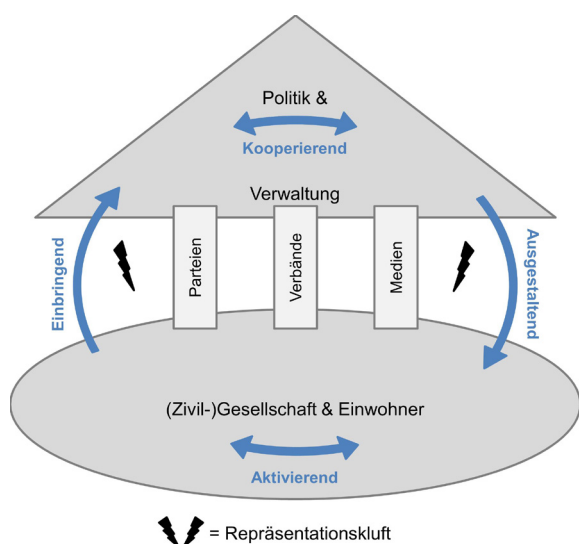 Politik &
Kooperierend
Verwaltung
Einbringend
Parteien
Verbände
Medien
Ausgestaltend
(Zivil-)Gesellschaft & Einwohner
Aktivierend
= Repräsentationskluft